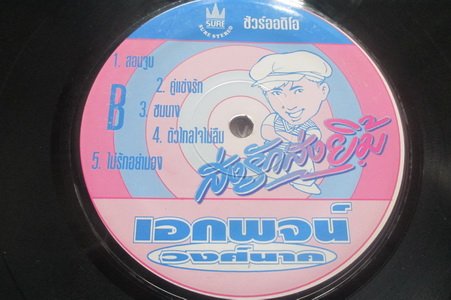 SURE
SURE STEREO
ชัวร์ออดิโอ
B
1. สอนจูบ
2. คู่แข่งรัก
3. ชมนาง
4. ตัวไกลใจไม่ลืม
5. ไม่รักอย่ามอง
ส่งรักส่งยิ้ม
เอกพจน์
วงศ์นาค